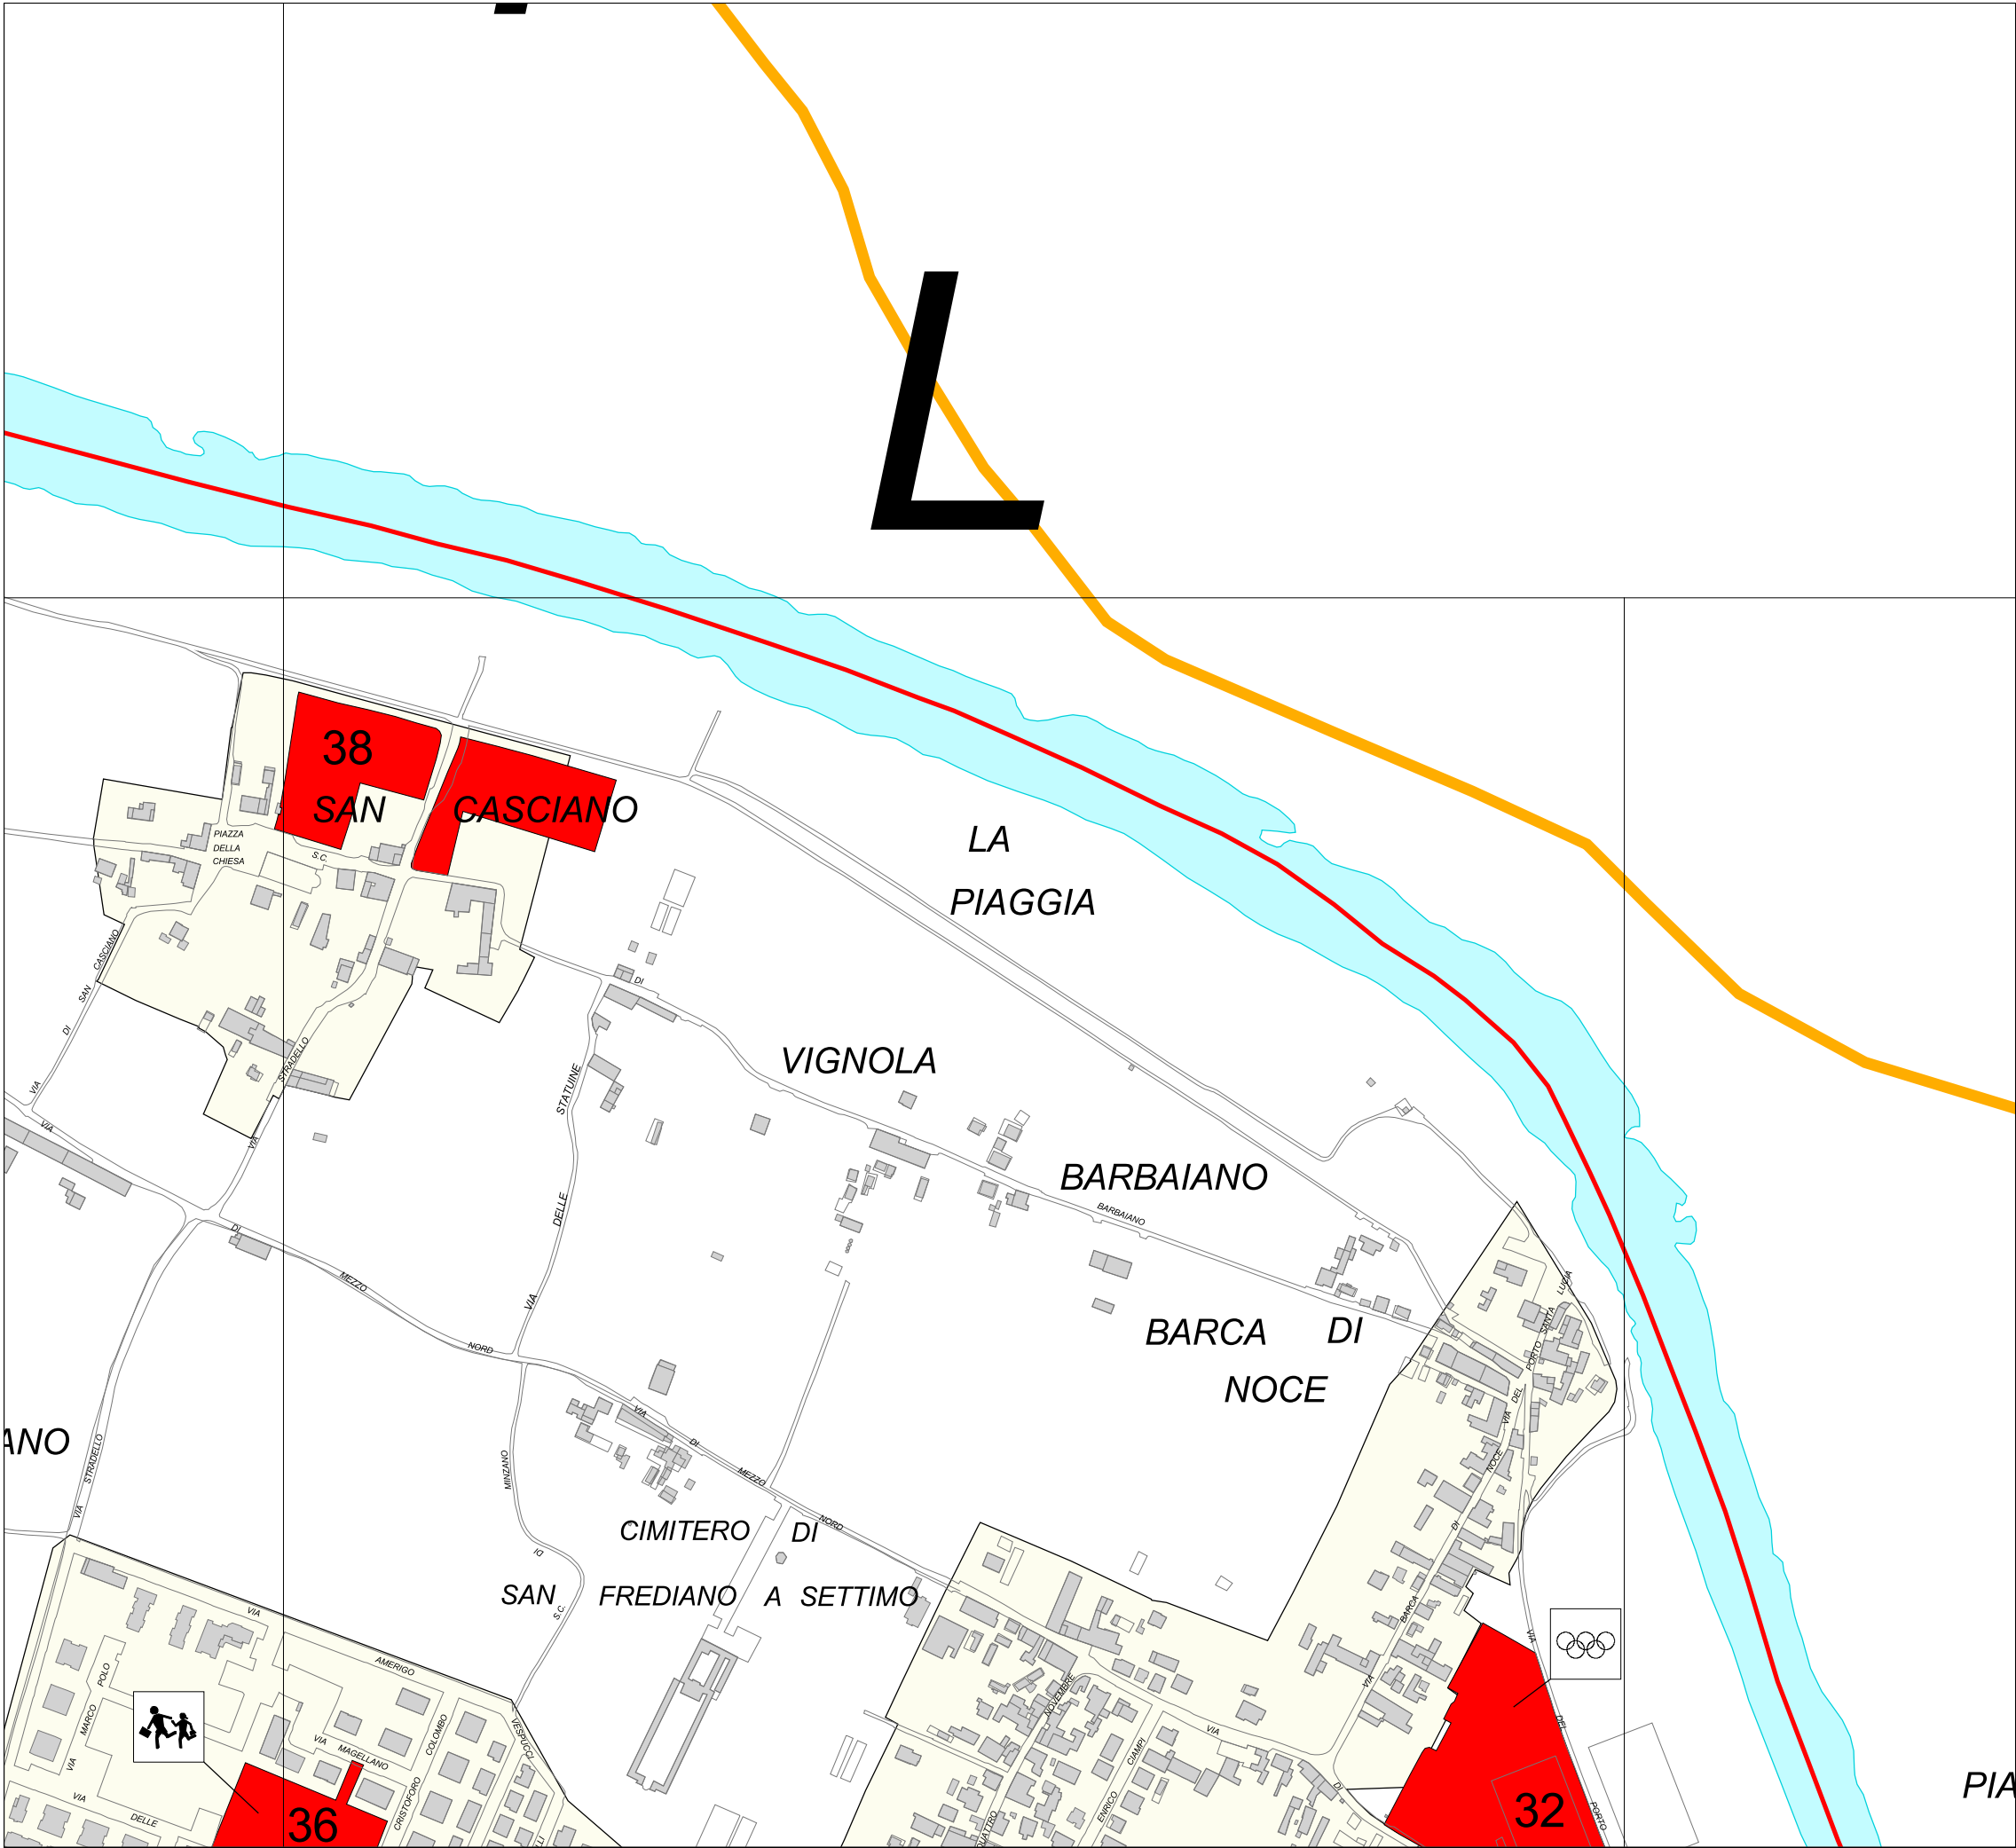 L
38
SAN CASCIANO
PIAZZA
DELLA
CHIESA
S.C.
LA
PIAGGIA
VIA DI SAN CASCIANO
DI
VIGNOLA
VIA STRADELLO
VIA DELLE STATUINE
BARBAIANO
BARBAIANO
VIA DI MEZZO NORD
BARCA DI
NOCE
VIA DEL PORTO SANTA LUCIA
ANO
VIA STRADELLO
MINZANO
DI
S.C.
VIA DI MEZZO NORD
CIMITERO DI
SAN FREDIANO A SETTIMO
VIA DI BARCA DI NOCE
VIA AMERIGO VESPUCCI
VIA MARCO POLO
VIA MAGELLANO
CRISTOFORO COLOMBO
VIA DELLE
36
QUATTRO NOVEMBRE
ENRICO CIAMPI
VIA DI
VIA DEL PORTO
32
PIA